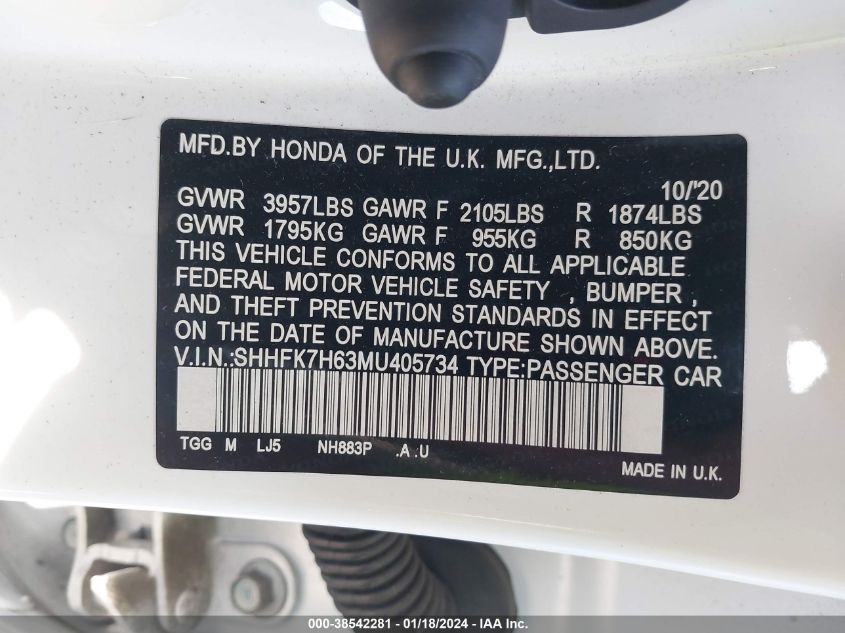 MFD.BY HONDA OF THE U.K. MFG.,LTD.
10/'20
GVWR 3957LBS GAWR F 2105LBS R 1874LBS
GVWR 1795KG GAWR F 955KG R 850KG
THIS VEHICLE CONFORMS TO ALL APPLICABLE
FEDERAL MOTOR VEHICLE SAFETY , BUMPER ,
AND THEFT PREVENTION STANDARDS IN EFFECT
ON THE DATE OF MANUFACTURE SHOWN ABOVE.
V.I.N.:SHHFK7H63MU405734 TYPE:PASSENGER CAR
TGG M LJ5 NH883P .A .U
MADE IN U.K.
000-38542281 - 01/18/2024 - IAA Inc.